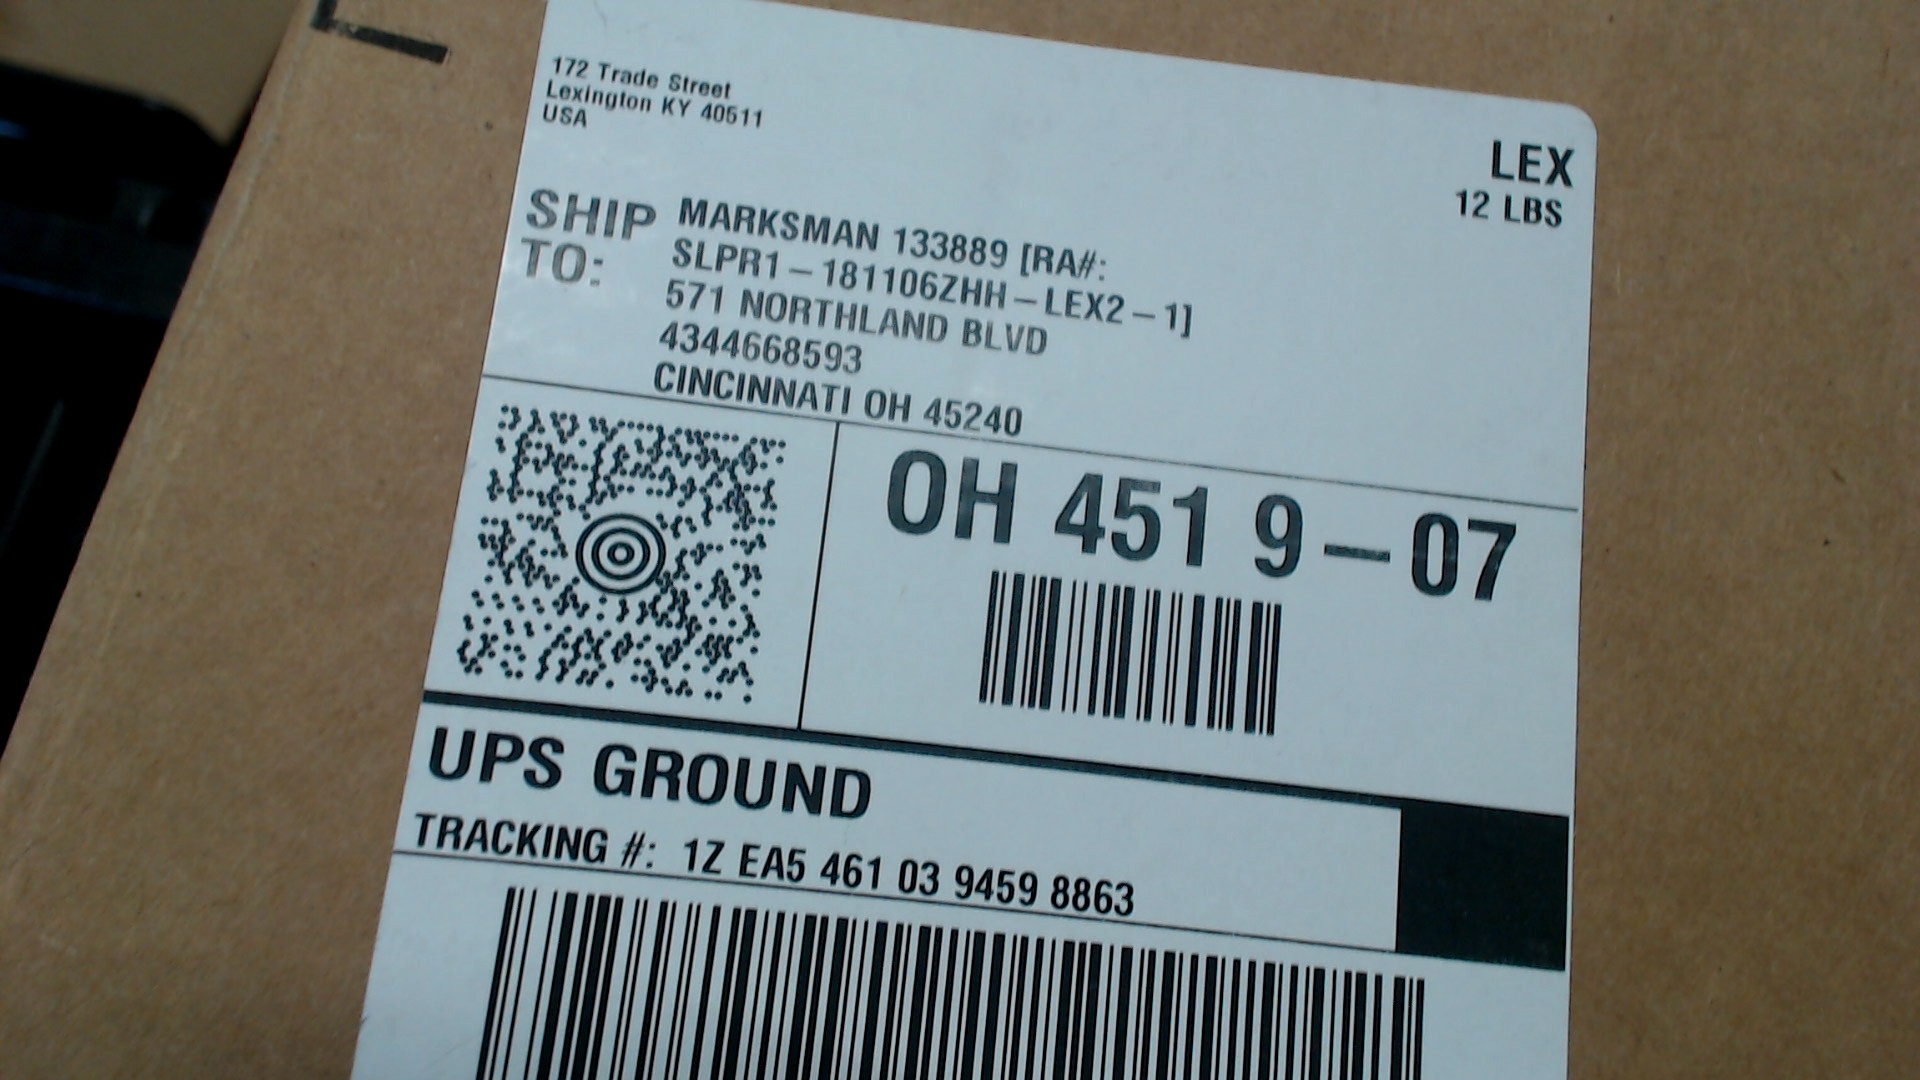 172 Trade Street
Lexington KY 40511
USA
LEX
12 LBS
SHIP TO:
MARKSMAN 133889 [RA#:
SLPR1-181106ZHH-LEX2-1]
571 NORTHLAND BLVD
4344668593
CINCINNATI OH 45240
OH 451 9-07
UPS GROUND
TRACKING #: 1Z EA5 461 03 9459 8863